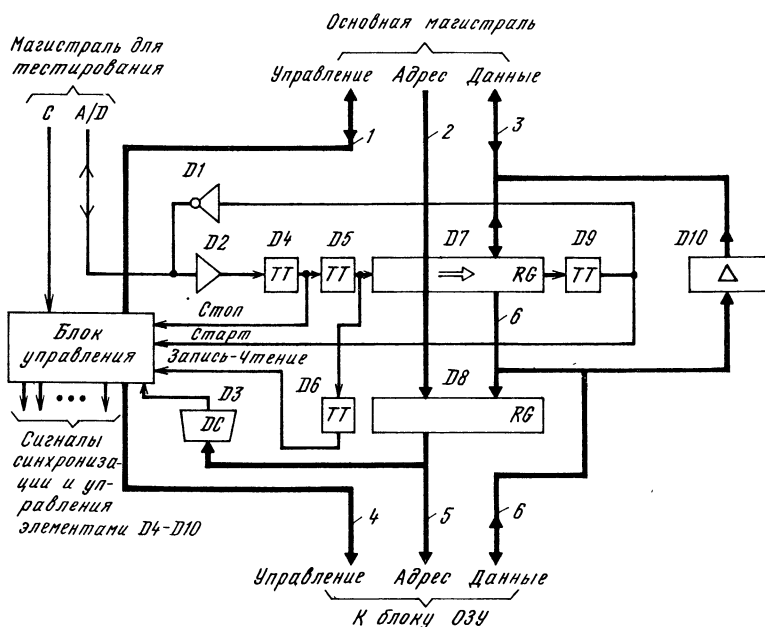 Основная магистраль
Магистраль для
тестирования
Управление Адрес Данные
C A/D
1 2 3
D1
D2 D4 D5 D7 D9 D10
TT TT RG TT Δ
Стоп
Блок
управления
Старт
Запись-Чтение
6
D3 D6 D8
DC TT RG
Сигналы
синхрониза-
ции и уп-
равления
элементами D4-D10
4 5 6
Управление Адрес Данные
К блоку ОЗУ